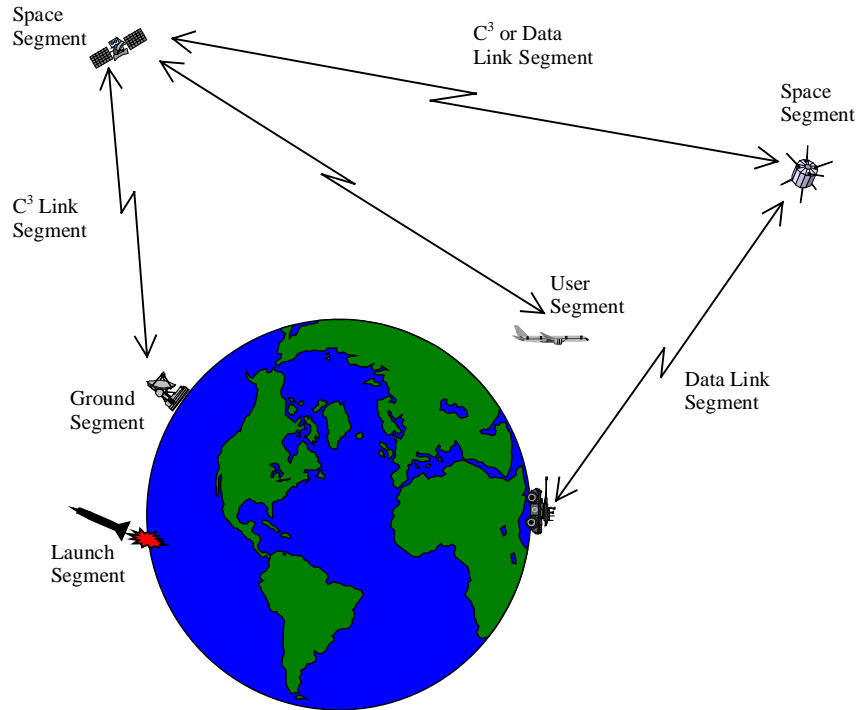 Space
Segment
C³ or Data
Link Segment
Space
Segment
C³ Link
Segment
User
Segment
Data Link
Segment
Ground
Segment
Launch
Segment